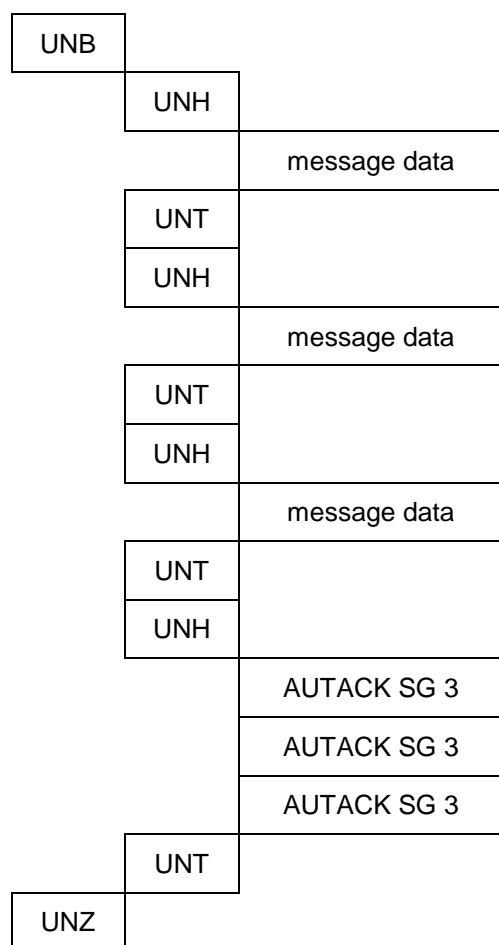 UNB
UNH
message data
UNT
UNH
message data
UNT
UNH
message data
UNT
UNH
AUTACK SG 3
AUTACK SG 3
AUTACK SG 3
UNT
UNZ